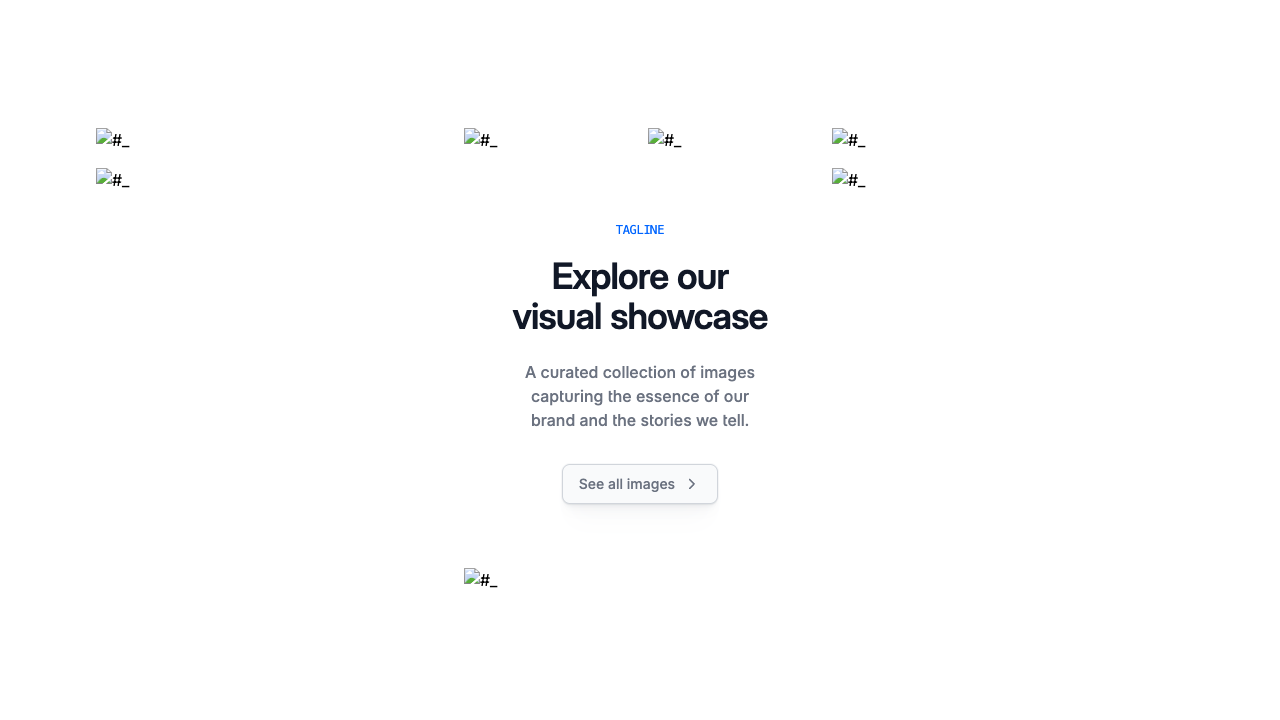 #_
#_
#_
#_
#_
#_
TAGLINE
Explore our
visual showcase
A curated collection of images
capturing the essence of our
brand and the stories we tell.
See all images
#_